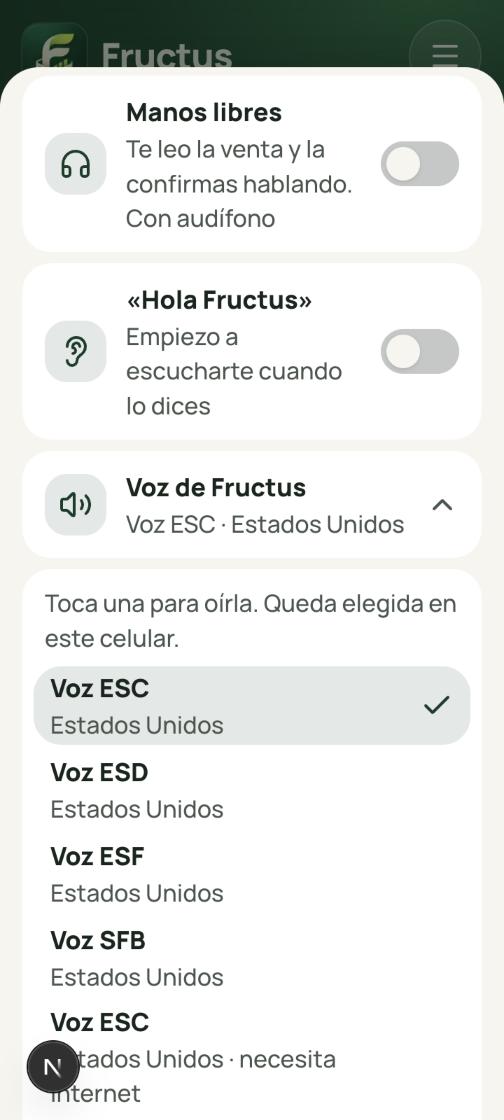 Fructus
Manos libres
Te leo la venta y la
confirmas hablando.
Con audífono
«Hola Fructus»
Empiezo a
escucharte cuando
lo dices
Voz de Fructus
Voz ESC · Estados Unidos
Toca una para oírla. Queda elegida en
este celular.
Voz ESC
Estados Unidos
Voz ESD
Estados Unidos
Voz ESF
Estados Unidos
Voz SFB
Estados Unidos
Voz ESC
Estados Unidos · necesita
internet
N